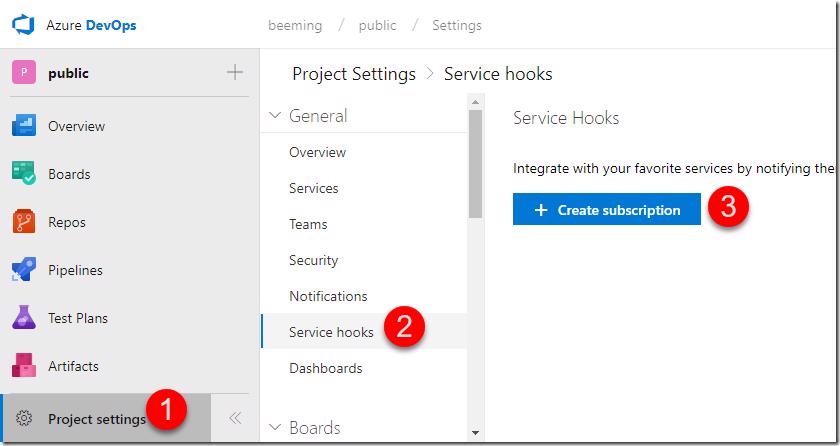 Azure DevOps
beeming / public / Settings
P public
Project Settings > Service hooks
Overview
Boards
Repos
Pipelines
Test Plans
Artifacts
Project settings 1
General
Overview
Services
Teams
Security
Notifications
Service hooks 2
Dashboards
Boards
Service Hooks
Integrate with your favorite services by notifying the
+ Create subscription 3